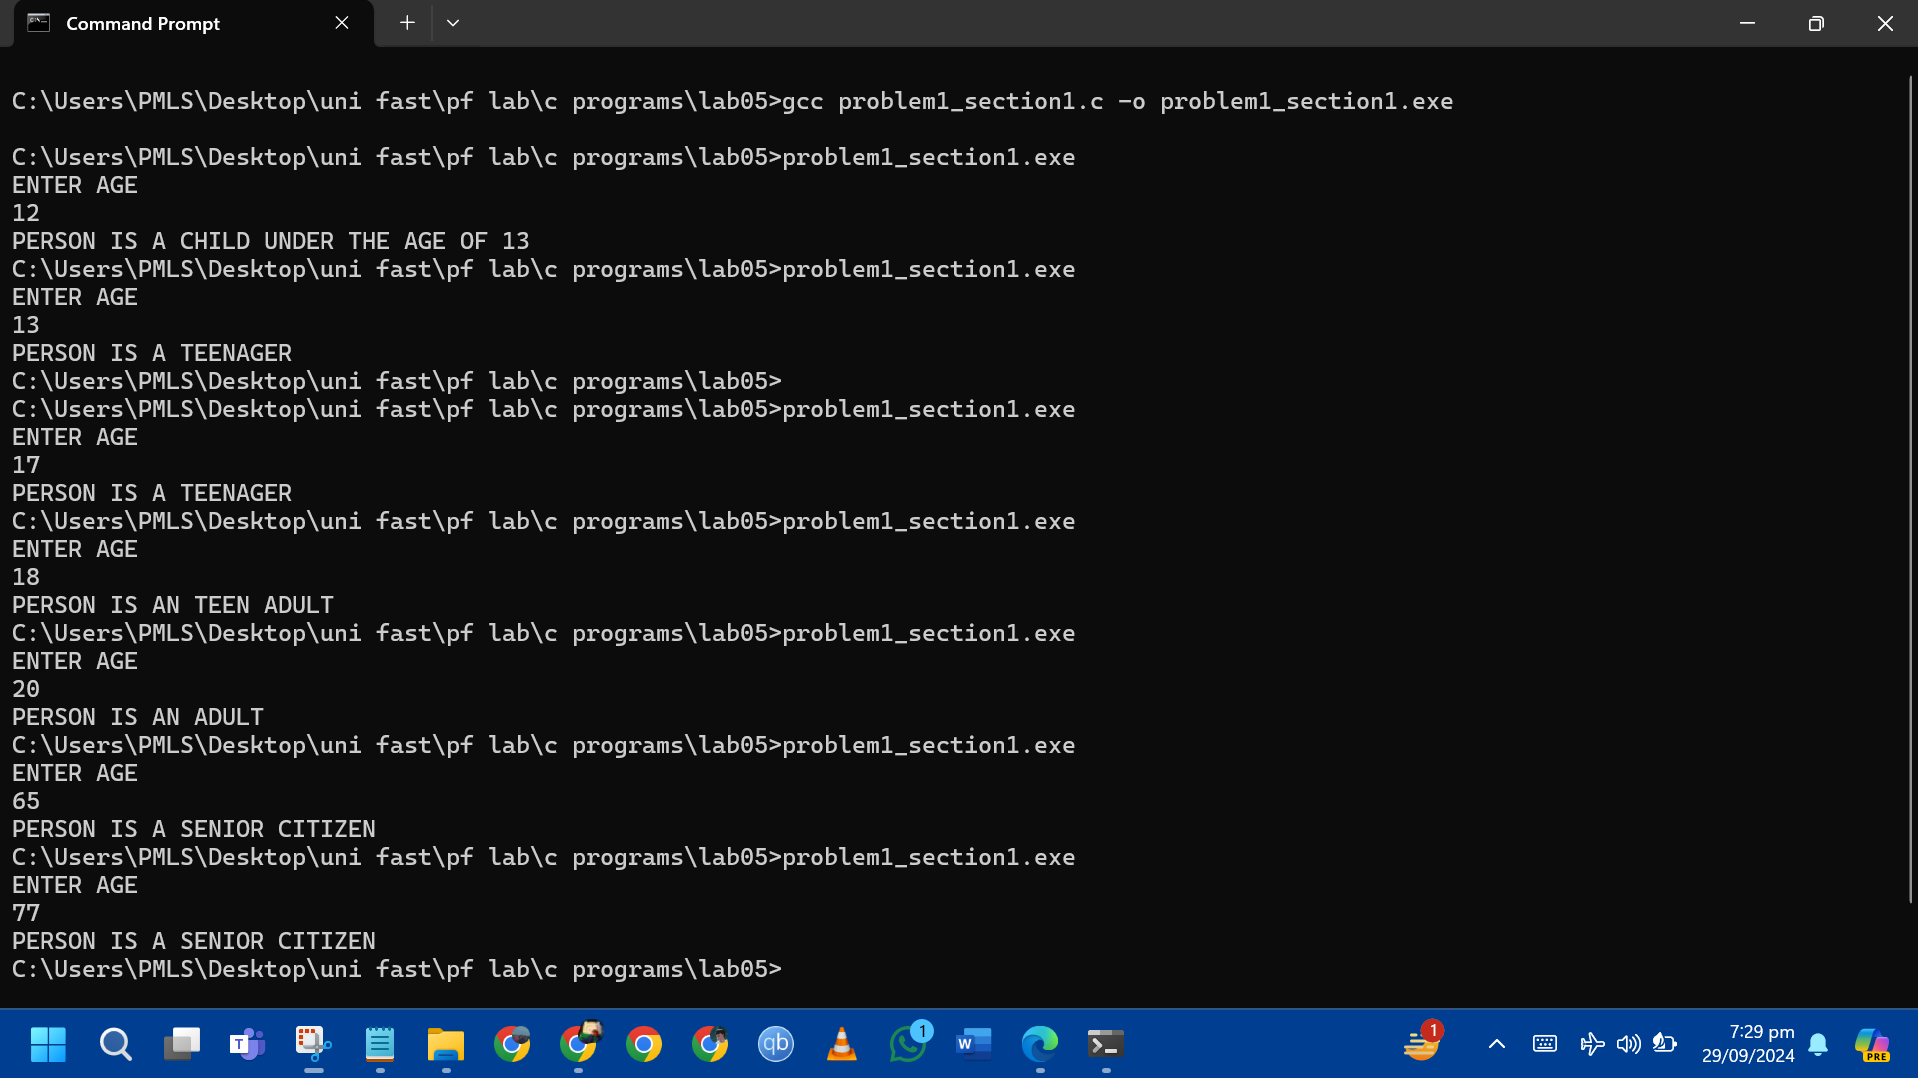 Command Prompt
C:\Users\PMLS\Desktop\uni fast\pf lab\c programs\lab05>gcc problem1_section1.c -o problem1_section1.exe
C:\Users\PMLS\Desktop\uni fast\pf lab\c programs\lab05>problem1_section1.exe
ENTER AGE
12
PERSON IS A CHILD UNDER THE AGE OF 13
C:\Users\PMLS\Desktop\uni fast\pf lab\c programs\lab05>problem1_section1.exe
ENTER AGE
13
PERSON IS A TEENAGER
C:\Users\PMLS\Desktop\uni fast\pf lab\c programs\lab05>
C:\Users\PMLS\Desktop\uni fast\pf lab\c programs\lab05>problem1_section1.exe
ENTER AGE
17
PERSON IS A TEENAGER
C:\Users\PMLS\Desktop\uni fast\pf lab\c programs\lab05>problem1_section1.exe
ENTER AGE
18
PERSON IS AN TEEN ADULT
C:\Users\PMLS\Desktop\uni fast\pf lab\c programs\lab05>problem1_section1.exe
ENTER AGE
20
PERSON IS AN ADULT
C:\Users\PMLS\Desktop\uni fast\pf lab\c programs\lab05>problem1_section1.exe
ENTER AGE
65
PERSON IS A SENIOR CITIZEN
C:\Users\PMLS\Desktop\uni fast\pf lab\c programs\lab05>problem1_section1.exe
ENTER AGE
77
PERSON IS A SENIOR CITIZEN
C:\Users\PMLS\Desktop\uni fast\pf lab\c programs\lab05>
T
qb
1
W
1
7:29 pm
29/09/2024
PRE